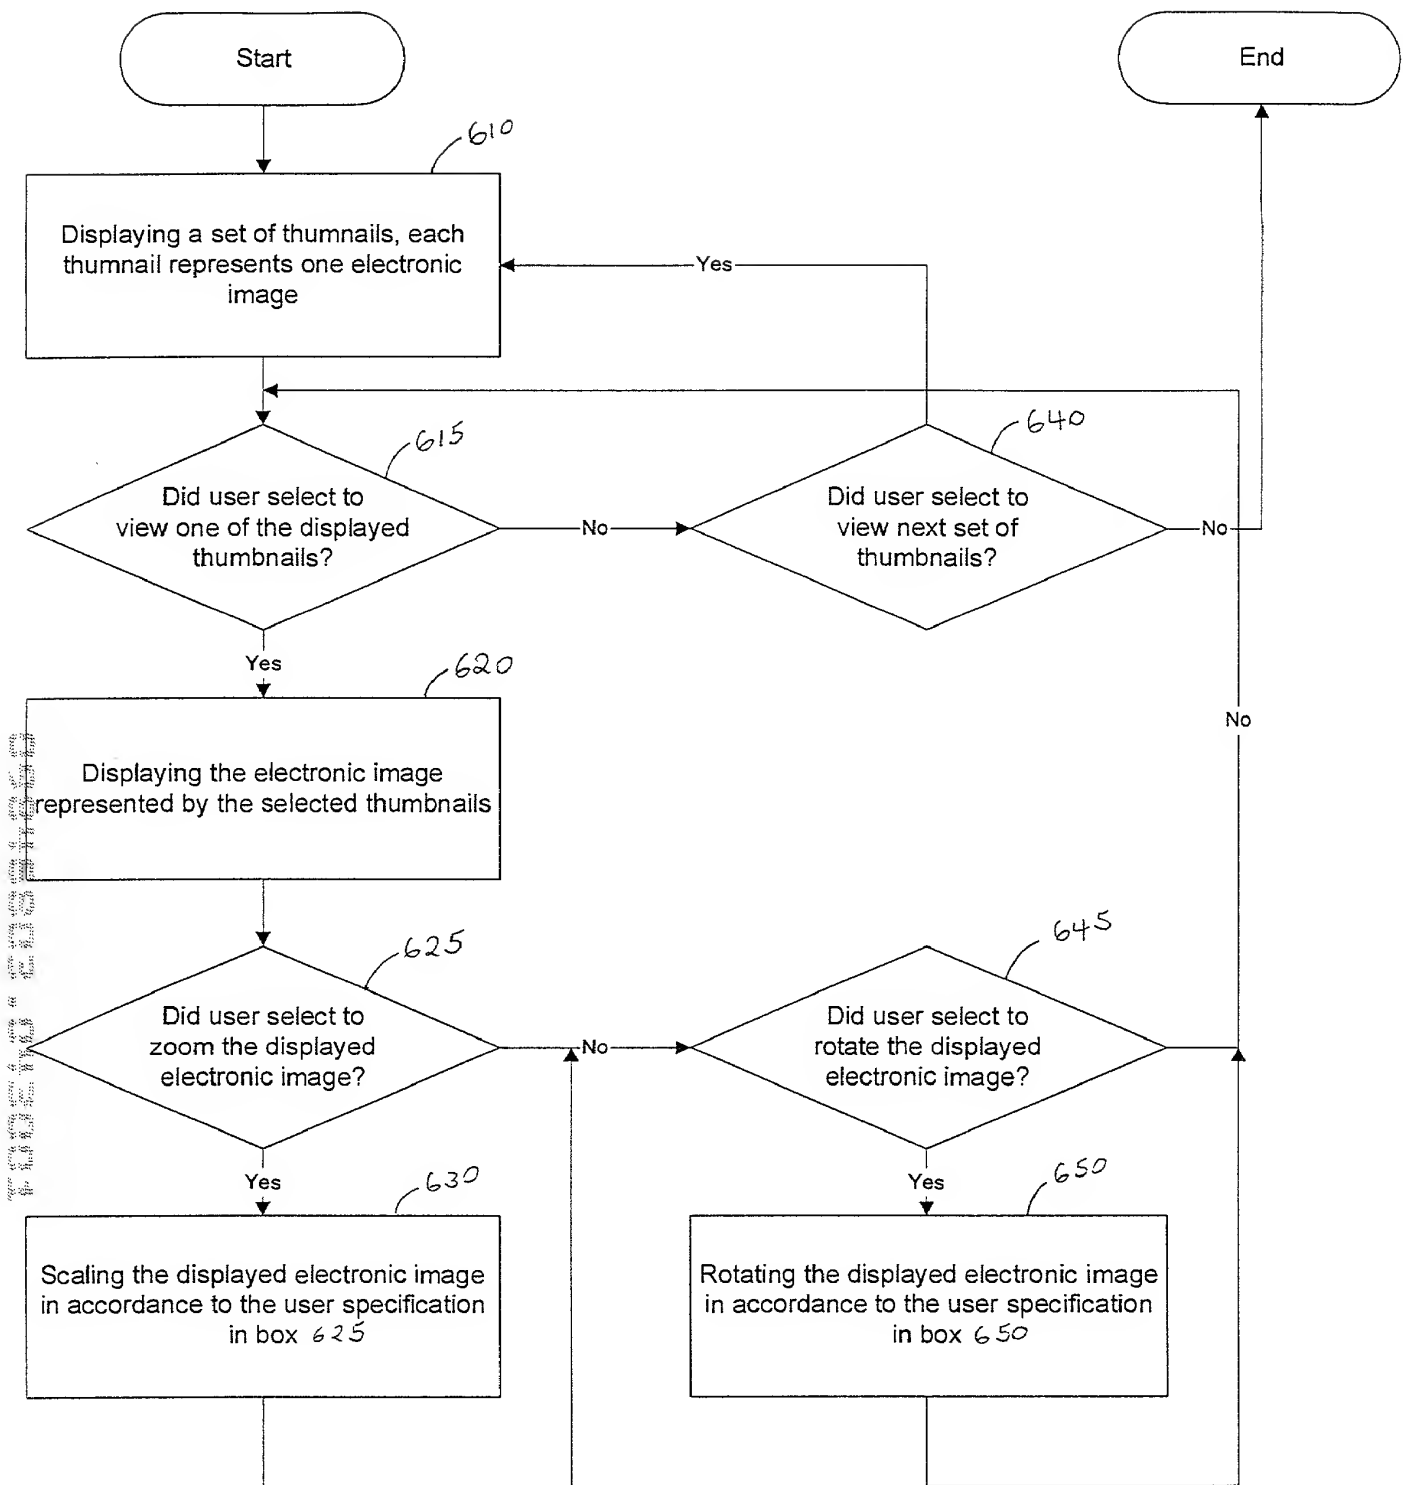 Start
End
610
Displaying a set of thumnails, each
thumnail represents one electronic
image
Yes
615
640
Did user select to
view one of the displayed
thumbnails?
No
Did user select to
view next set of
thumbnails?
No
Yes
620
No
Displaying the electronic image
represented by the selected thumbnails
625
645
Did user select to
zoom the displayed
electronic image?
No
Did user select to
rotate the displayed
electronic image?
Yes
630
Yes
650
Scaling the displayed electronic image
in accordance to the user specification
in box 625
Rotating the displayed electronic image
in accordance to the user specification
in box 650